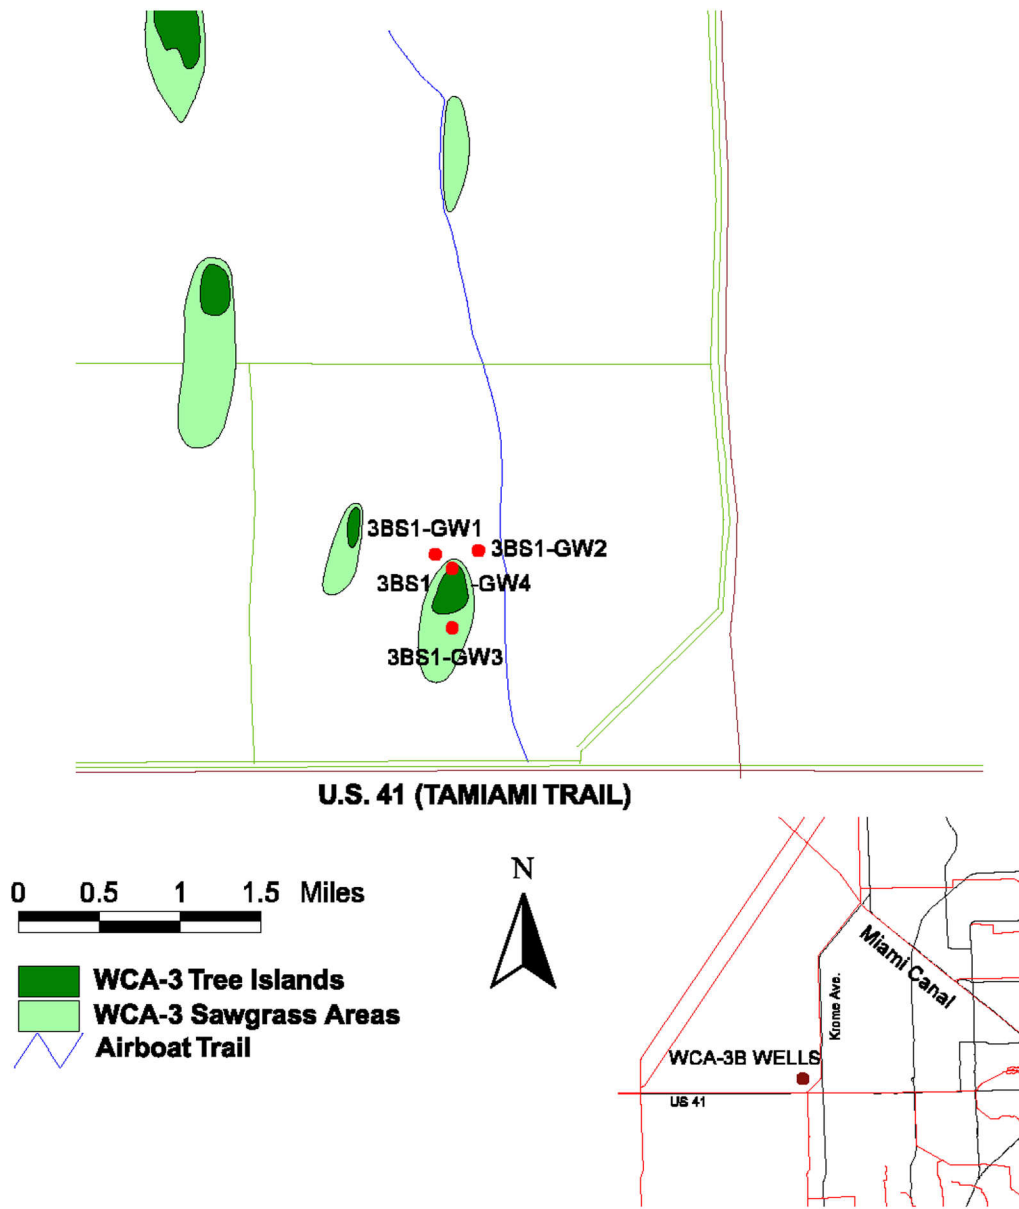 3BS1-GW1
3BS1-GW2
3BS1 -GW4
3BS1-GW3
U.S. 41 (TAMIAMI TRAIL)
0 0.5 1 1.5 Miles
N
WCA-3 Tree Islands
WCA-3 Sawgrass Areas
Airboat Trail
Miami Canal
Krome Ave.
WCA-3B WELLS
US 41